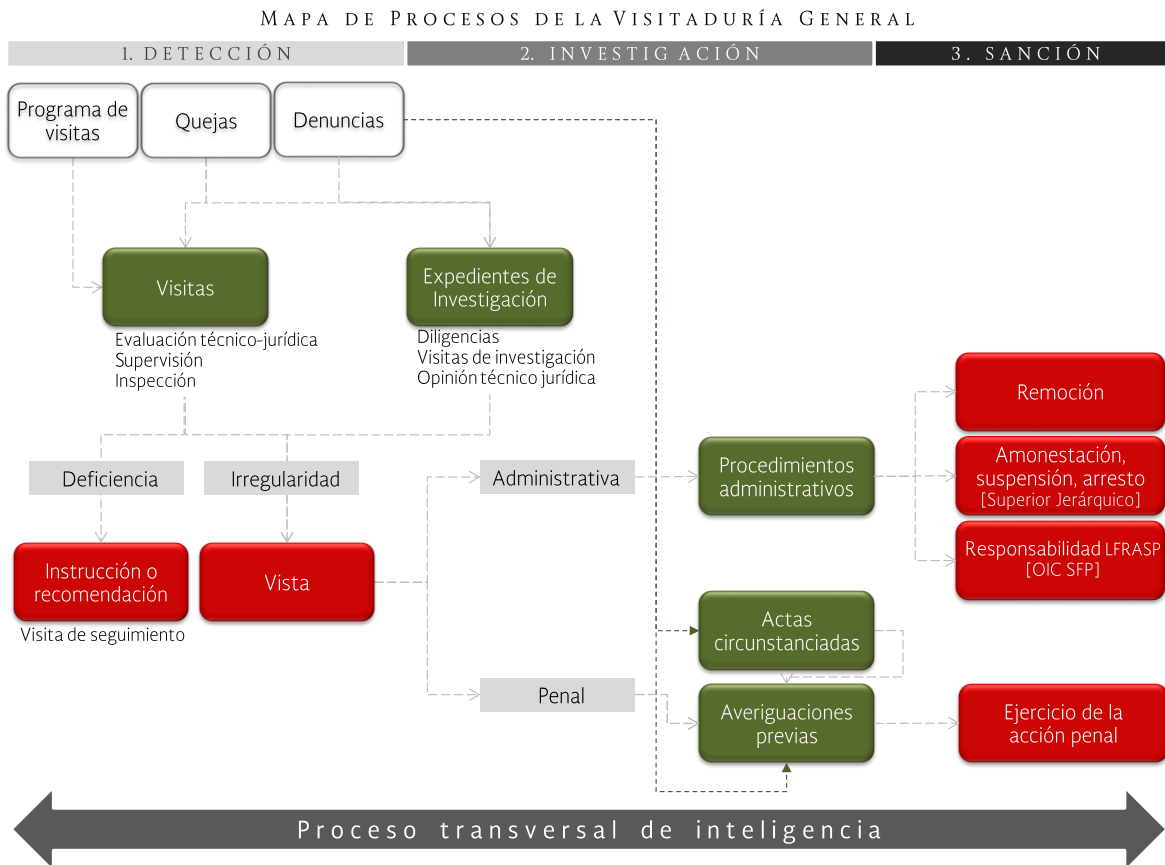 MAPA DE PROCESOS DE LA VISITADURÍA GENERAL
1. DETECCIÓN
2. INVESTIGACIÓN
3. SANCIÓN
Programa de
visitas
Quejas
Denuncias
Visitas
Evaluación técnico-jurídica
Supervisión
Inspección
Expedientes de
Investigación
Diligencias
Visitas de investigación
Opinión técnico jurídica
Deficiencia
Irregularidad
Administrativa
Procedimientos
administrativos
Remoción
Amonestación,
suspensión, arresto
[Superior Jerárquico]
Responsabilidad LFRASP
[OIC SFP]
Instrucción o
recomendación
Visita de seguimiento
Vista
Actas
circunstanciadas
Penal
Averiguaciones
previas
Ejercicio de la
acción penal
Proceso transversal de inteligencia